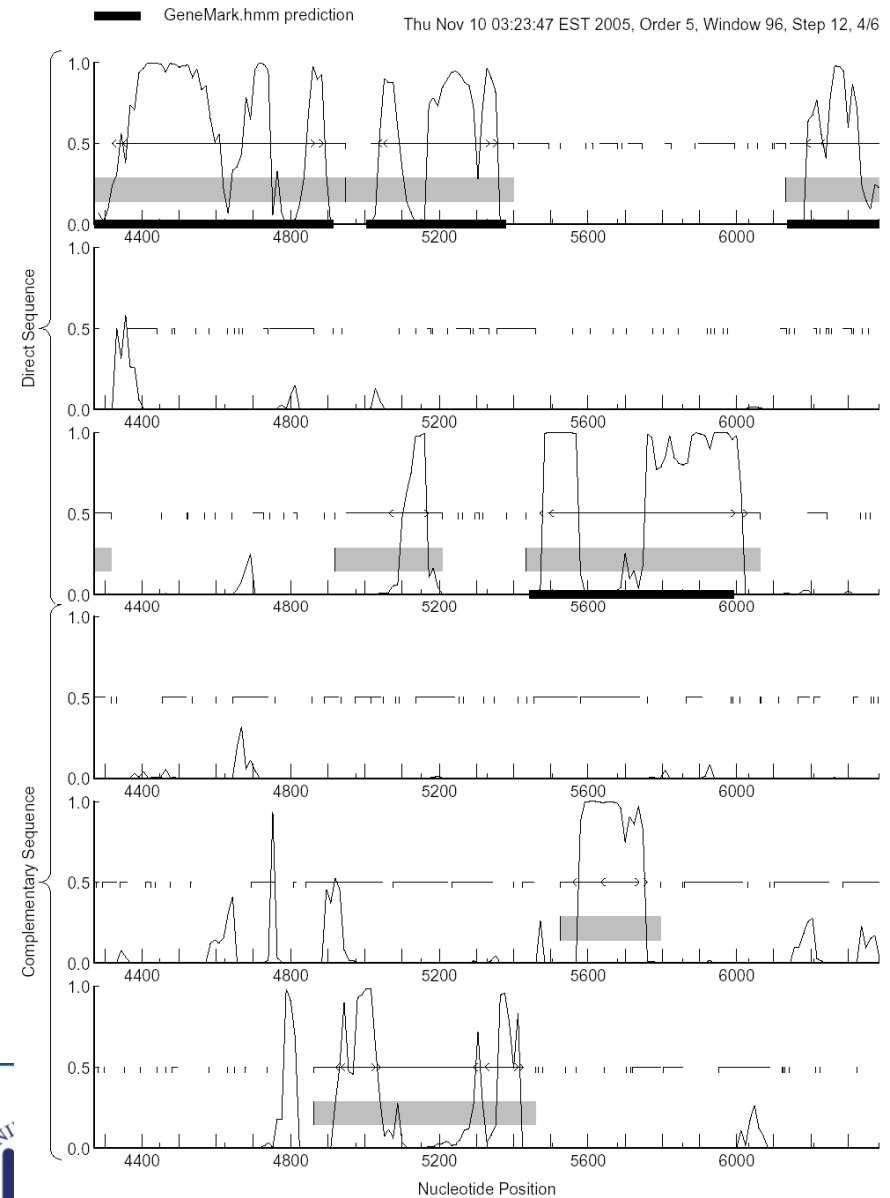 GeneMark.hmm prediction
Thu Nov 10 03:23:47 EST 2005, Order 5, Window 96, Step 12, 4/6
Direct Sequence
1.0
0.5
0.0
4400 4800 5200 5600 6000
1.0
0.5
0.0
4400 4800 5200 5600 6000
1.0
0.5
0.0
4400 4800 5200 5600 6000
Complementary Sequence
1.0
0.5
0.0
4400 4800 5200 5600 6000
1.0
0.5
0.0
4400 4800 5200 5600 6000
1.0
0.5
0.0
4400 4800 5200 5600 6000
Nucleotide Position